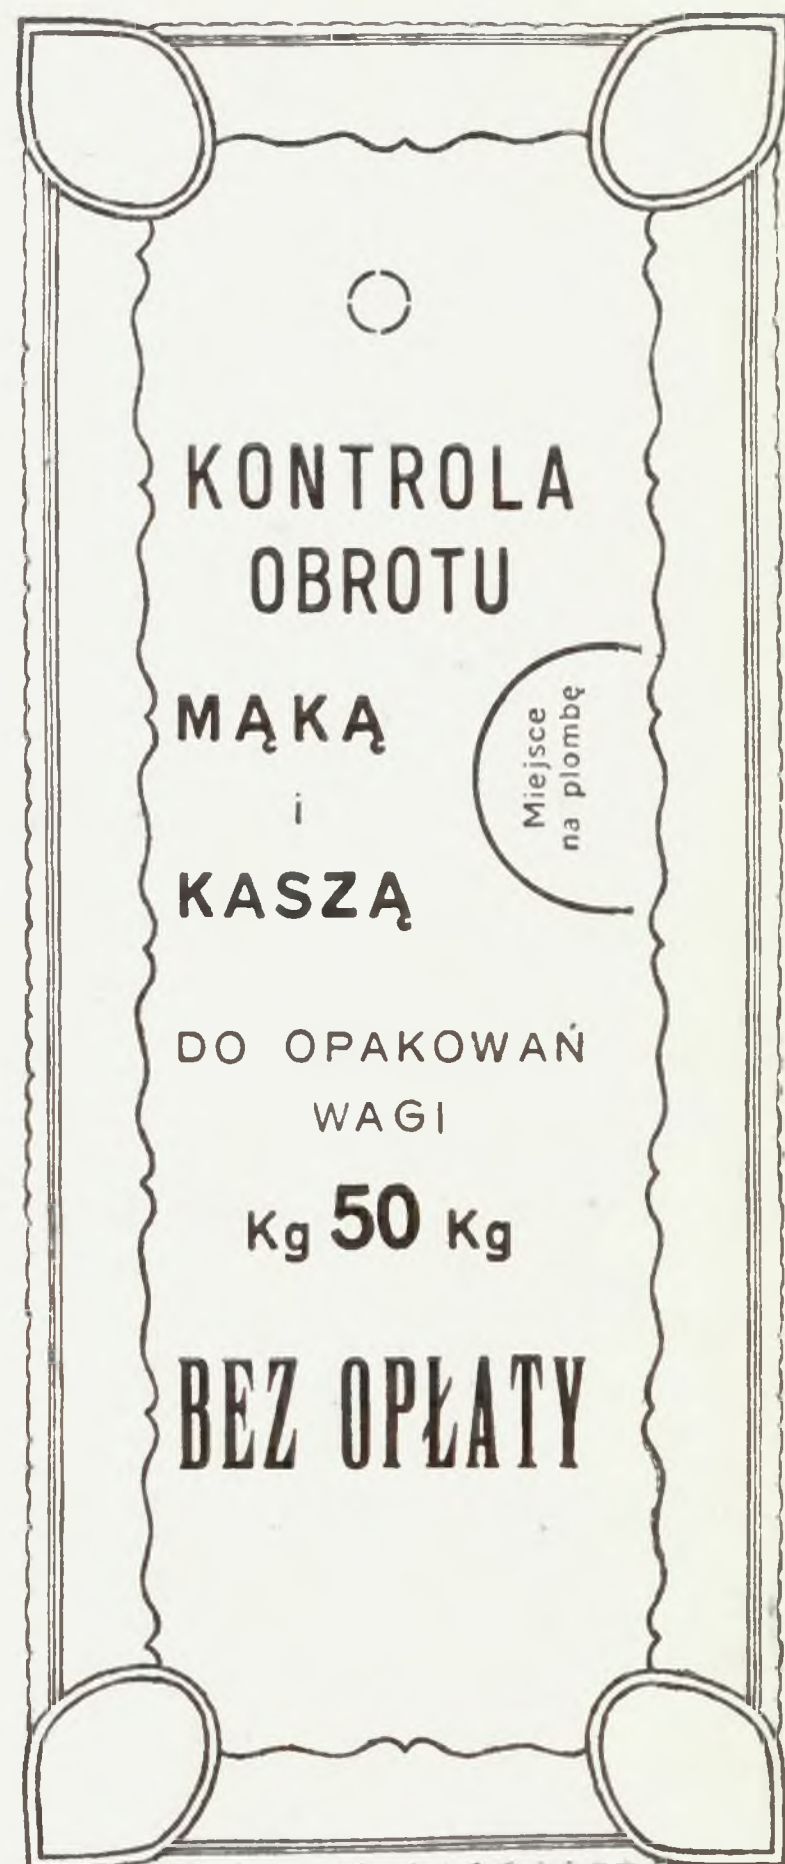 KONTROLA
OBROTU
MĄKĄ
i
KASZĄ
Miejsce
na plombę
DO OPAKOWAŃ
WAGI
Kg 50 Kg
BEZ OPŁATY